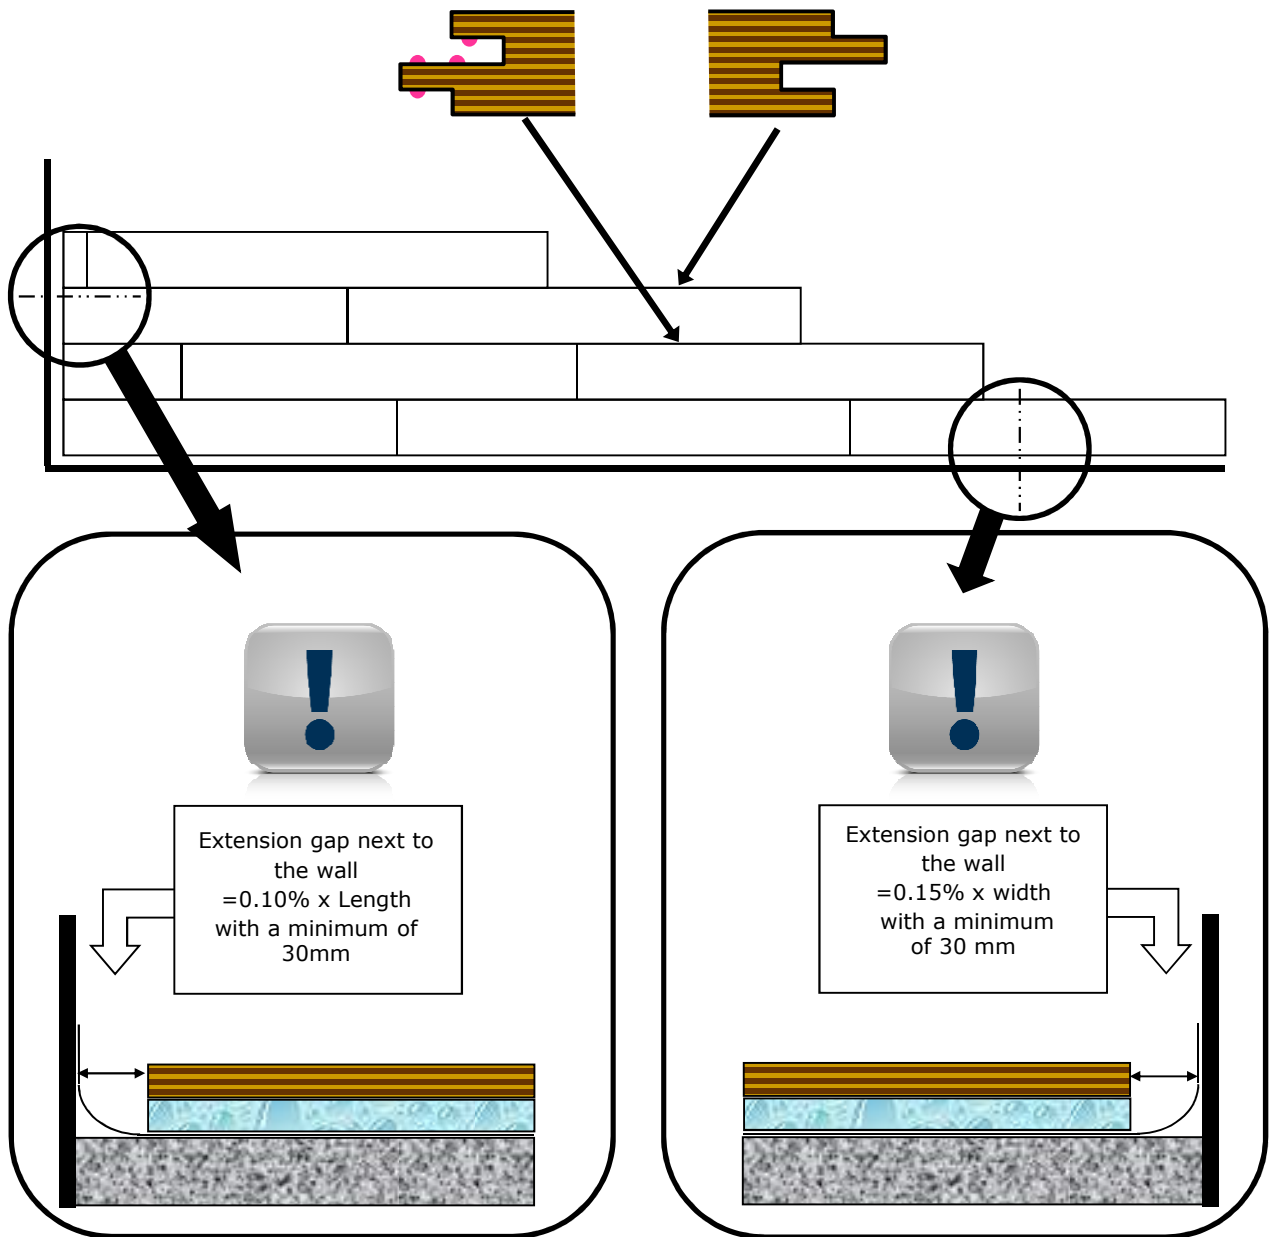 Extension gap next to
the wall
=0.10% x Length
with a minimum of
30mm
Extension gap next to
the wall
=0.15% x width
with a minimum
of 30 mm